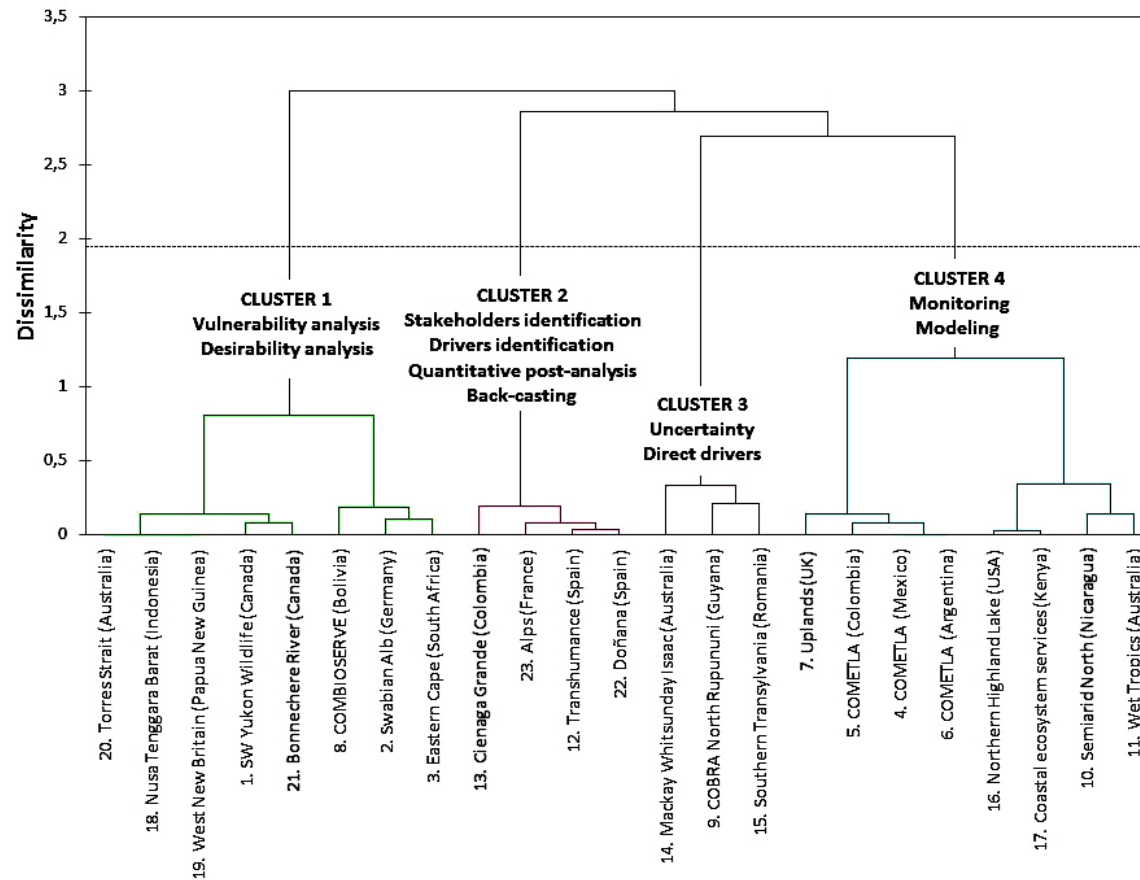 3,5
3
2,5
2
1,5
1
0,5
0
Dissimilarity
CLUSTER 1
Vulnerability analysis
Desirability analysis
CLUSTER 2
Stakeholders identification
Drivers identification
Quantitative post-analysis
Back-casting
CLUSTER 3
Uncertainty
Direct drivers
CLUSTER 4
Monitoring
Modeling
20. Torres Strait (Australia)
18. Nusa Tenggara Barat (Indonesia)
19. West New Britain (Papua New Guinea)
1. SW Yukon Wildlife (Canada)
21. Bonnechere River (Canada)
8. COMBIOSERVE (Bolivia)
2. Swabian Alb (Germany)
3. Eastern Cape (South Africa)
13. Cienaga Grande (Colombia)
23. Alps (France)
12. Transhumance (Spain)
22. Doñana (Spain)
14. Mackay Whitsunday Isaac (Australia)
9. COBRA North Rupununi (Guyana)
15. Southern Transylvania (Romania)
7. Uplands (UK)
5. COMETLA (Colombia)
4. COMETLA (Mexico)
6. COMETLA (Argentina)
16. Northern Highland Lake (USA)
17. Coastal ecosystem services (Kenya)
10. Semiarid North (Nicaragua)
11. Wet Tropics (Australia)